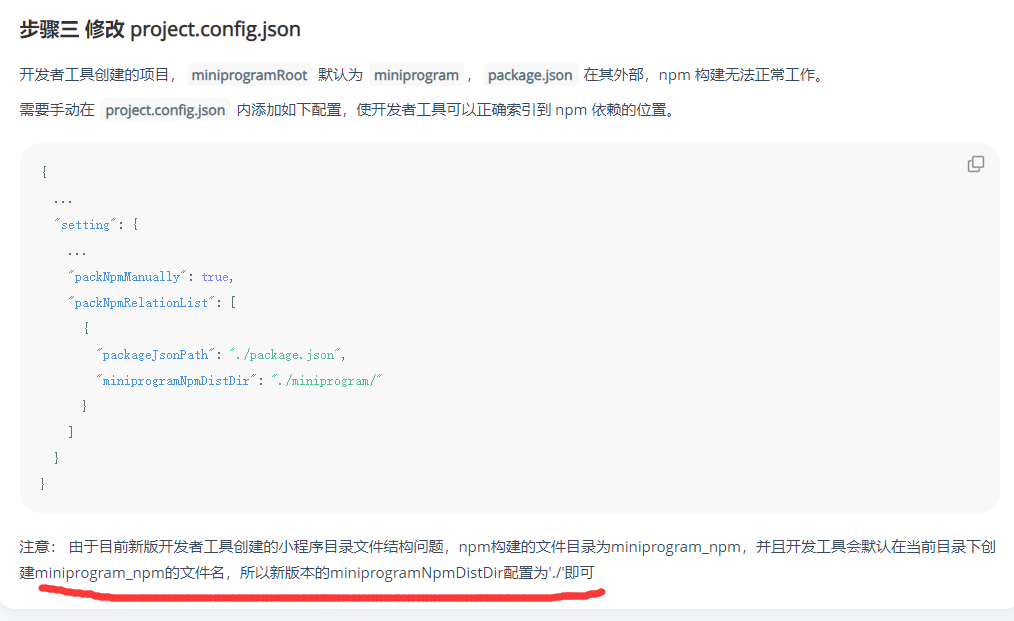 步骤三 修改 project.config.json
开发者工具创建的项目， miniprogramRoot 默认为 miniprogram ， package.json 在其外部，npm 构建无法正常工作。
需要手动在 project.config.json 内添加如下配置，使开发者工具可以正确索引到 npm 依赖的位置。
{
...
"setting": {
...
"packNpmManually": true,
"packNpmRelationList": [
{
"packageJsonPath": "./package.json",
"miniprogramNpmDistDir": "./miniprogram/"
}
]
}
}
注意： 由于目前新版开发者工具创建的小程序目录文件结构问题，npm构建的文件目录为miniprogram_npm，并且开发工具会默认在当前目录下创
建miniprogram_npm的文件名，所以新版本的miniprogramNpmDistDir配置为'./'即可